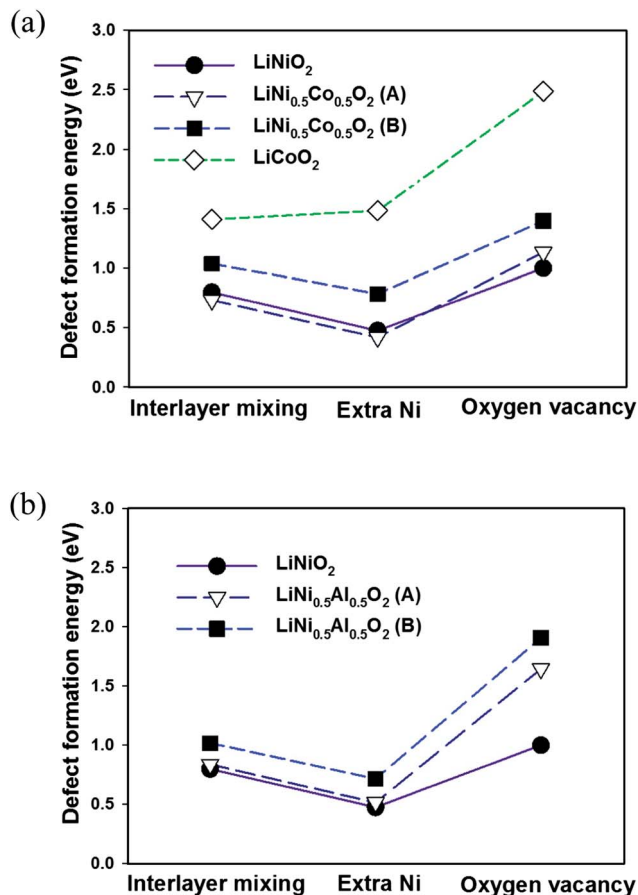 (a)
3.0
2.5
2.0
1.5
1.0
0.5
0.0
Defect formation energy (eV)
LiNiO₂
LiNi₀.₅Co₀.₅O₂ (A)
LiNi₀.₅Co₀.₅O₂ (B)
LiCoO₂
Interlayer mixing Extra Ni Oxygen vacancy
(b)
3.0
2.5
2.0
1.5
1.0
0.5
0.0
Defect formation energy (eV)
LiNiO₂
LiNi₀.₅Al₀.₅O₂ (A)
LiNi₀.₅Al₀.₅O₂ (B)
Interlayer mixing Extra Ni Oxygen vacancy